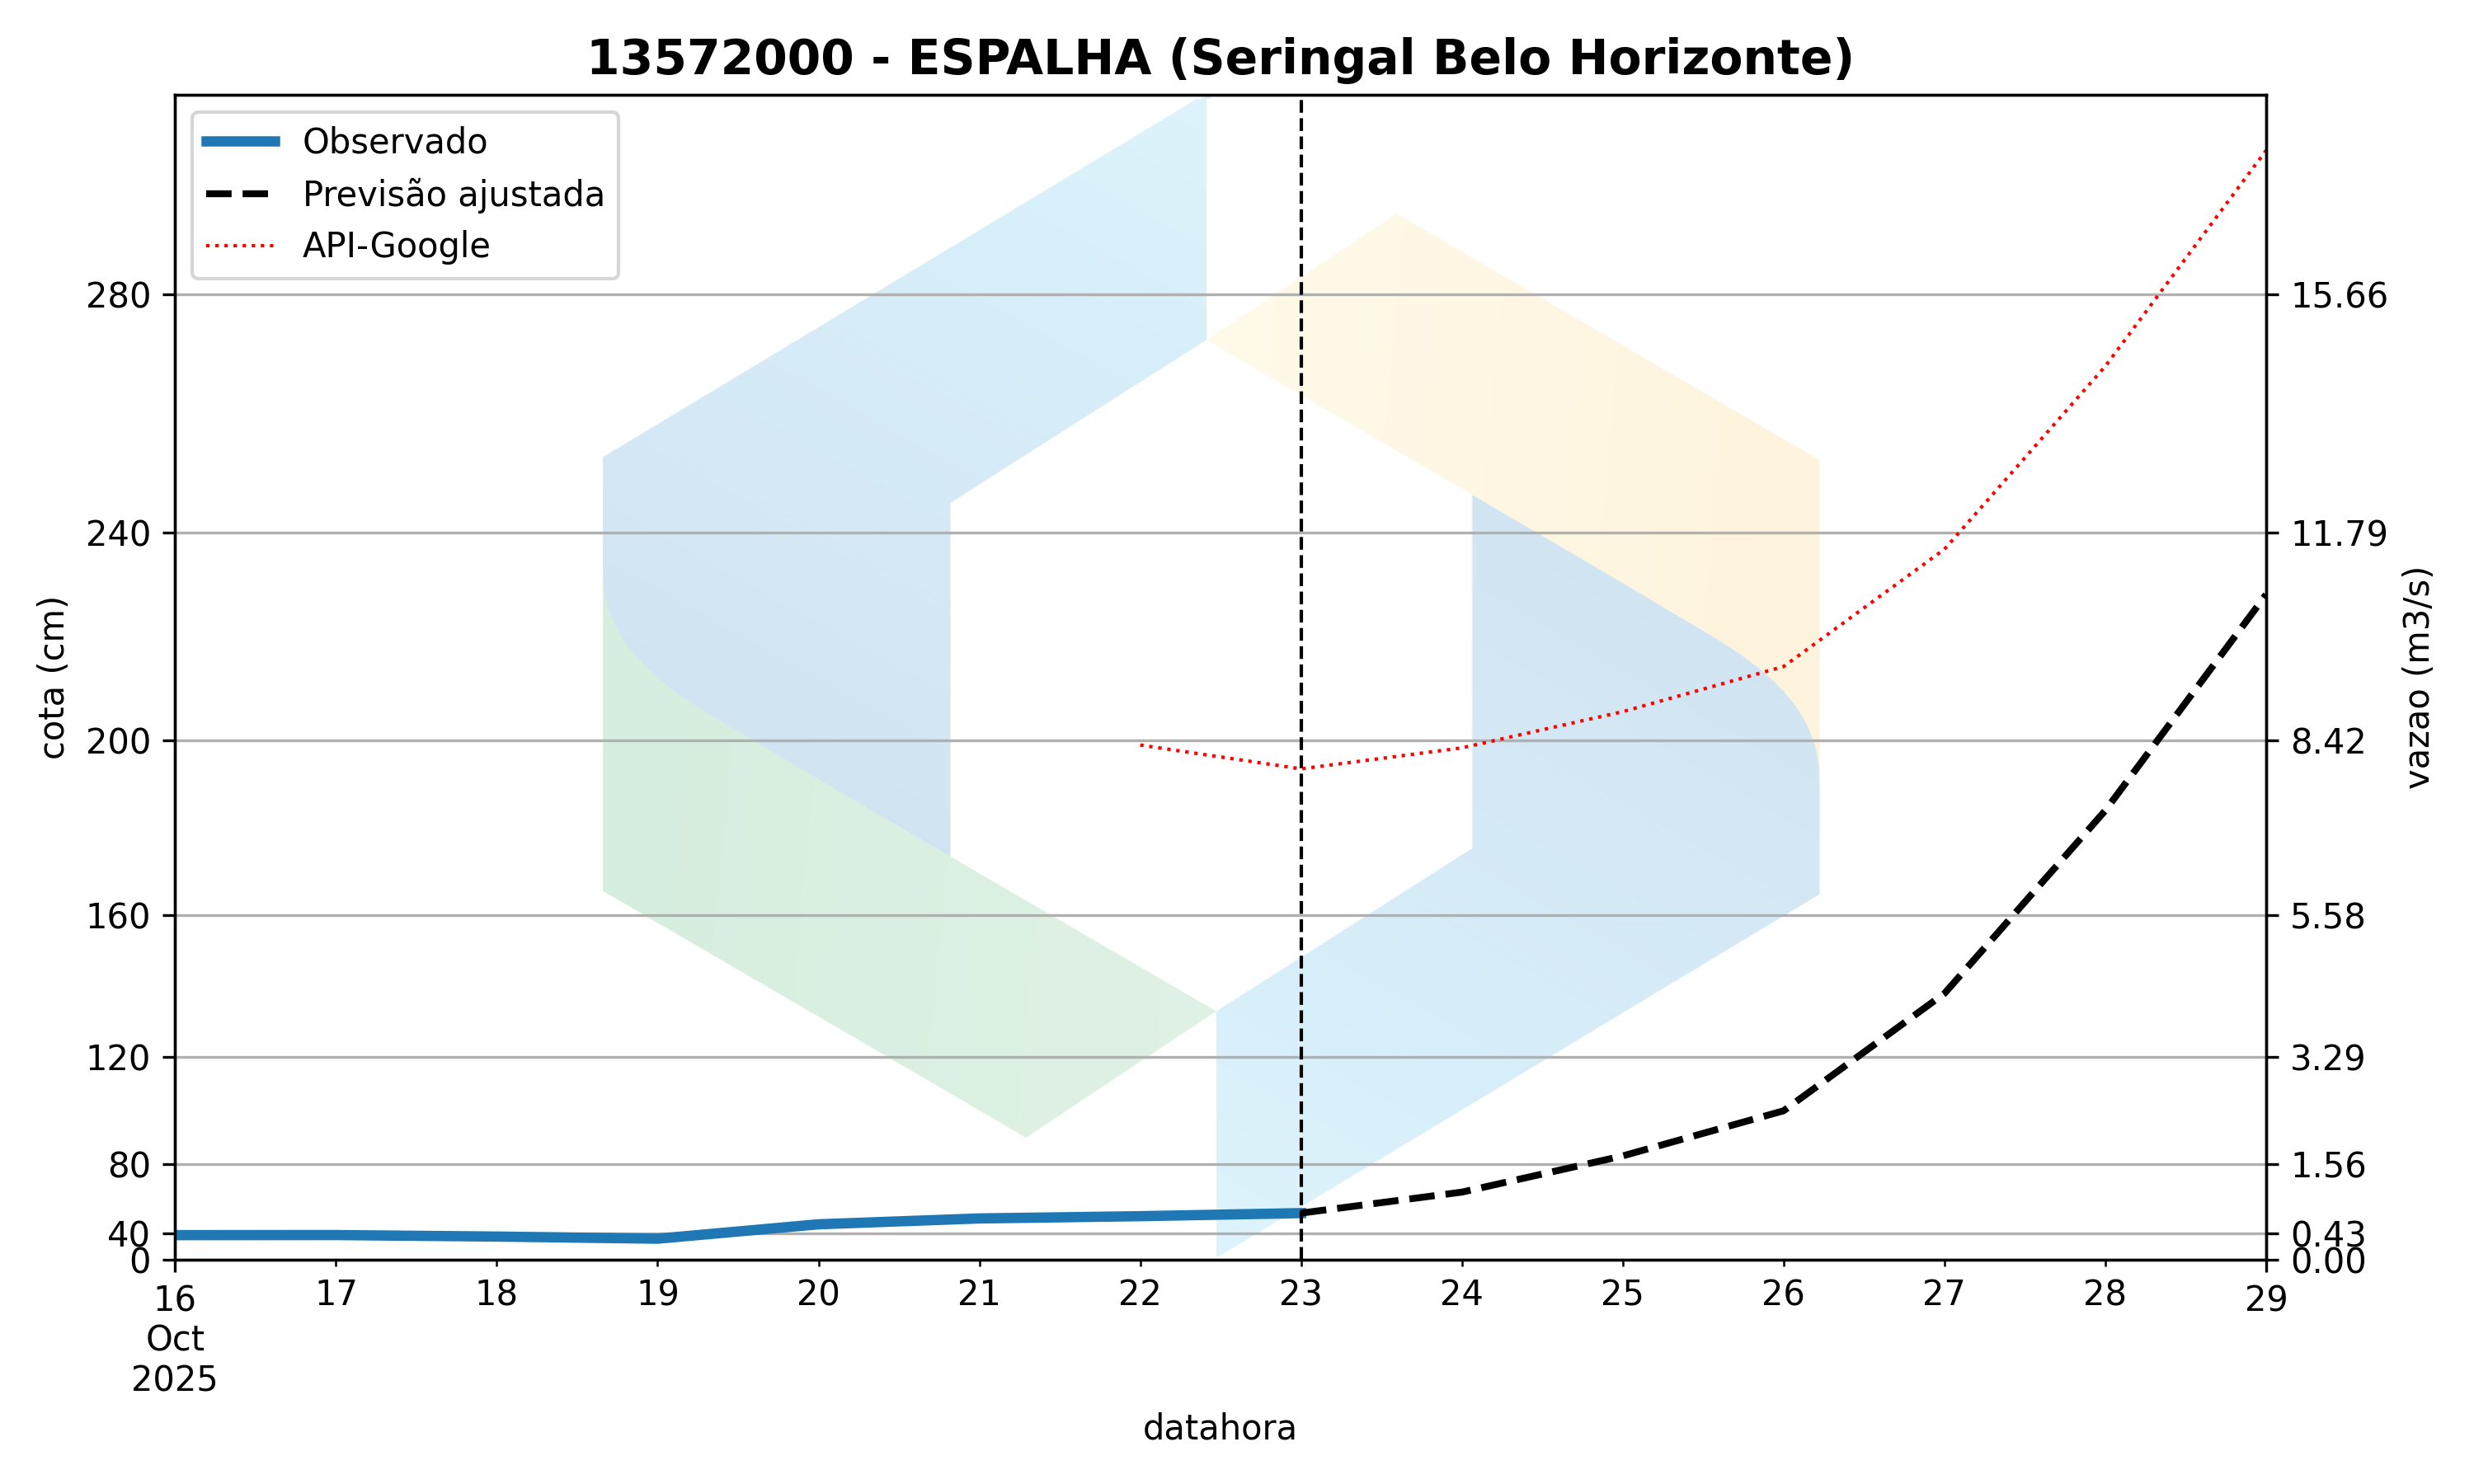 13572000 - ESPALHA (Seringal Belo Horizonte)
Observado
Previsão ajustada
API-Google
280
240
200
160
120
80
40
0
cota (cm)
15.66
11.79
8.42
5.58
3.29
1.56
0.43
0.00
vazao (m3/s)
16 17 18 19 20 21 22 23 24 25 26 27 28 29
Oct
2025
datahora